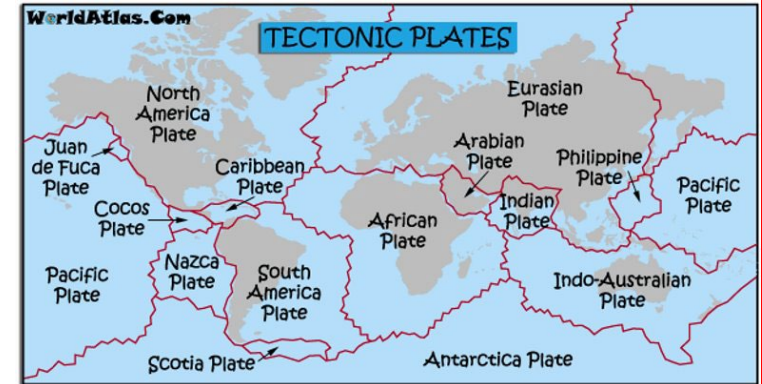 WorldAtlas.Com
TECTONIC PLATES
North
America
Plate
Eurasian
Plate
Juan
de Fuca
Plate
Caribbean
Plate
Arabian
Plate
Philippine
Plate
Pacific
Plate
Cocos
Plate
African
Plate
Indian
Plate
Pacific
Plate
Nazca
Plate
South
America
Plate
Indo-Australian
Plate
Scotia Plate
Antarctica Plate